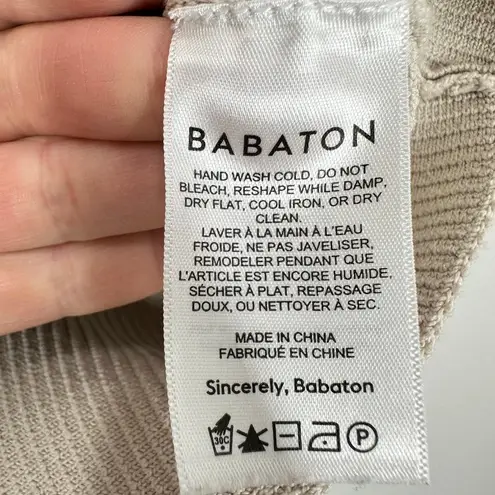 BABATON
HAND WASH COLD, DO NOT
BLEACH, RESHAPE WHILE DAMP,
DRY FLAT, COOL IRON, OR DRY
CLEAN.
LAVER À LA MAIN À L'EAU
FROIDE, NE PAS JAVELISER,
REMODELER PENDANT QUE
L'ARTICLE EST ENCORE HUMIDE,
SÉCHER À PLAT, REPASSAGE
DOUX, OU NETTOYER À SEC.
MADE IN CHINA
FABRIQUÉ EN CHINE
Sincerely, Babaton
30C P